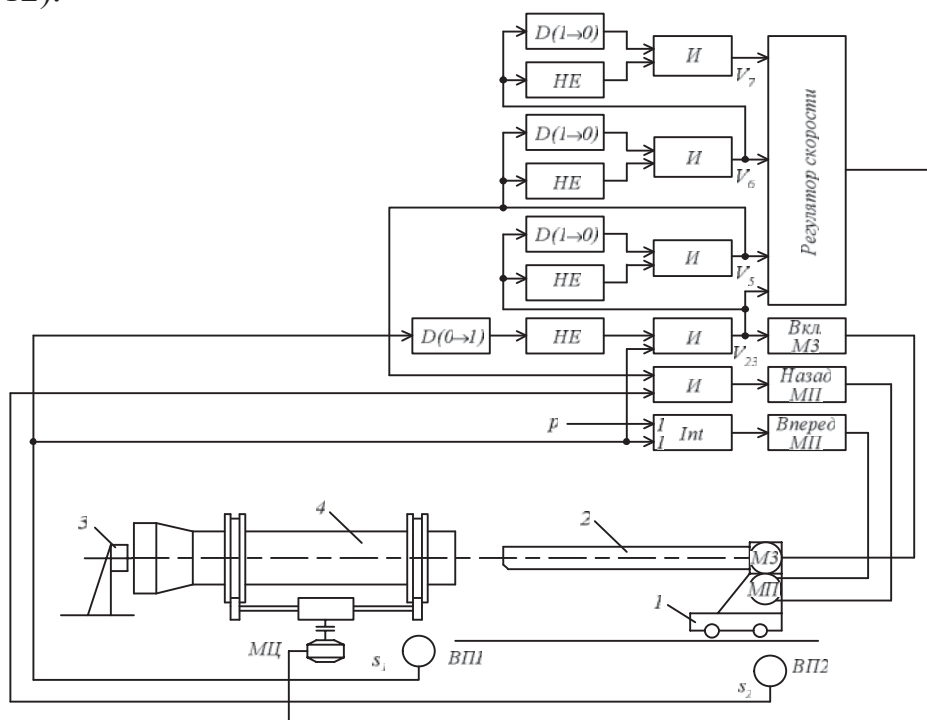 12).
D(1→0)
И
НЕ
V₇
D(1→0)
И
НЕ
V₆
Регулятор скорости
D(1→0)
И
НЕ
V₅
D(0→1)
НЕ
И
V₂₃
Вкл.
МЗ
И
Назад
МП
p
1
1
Int
Вперед
МП
3
4
2
МЗ
МП
1
МЦ
s₁
ВП1
s₂
ВП2